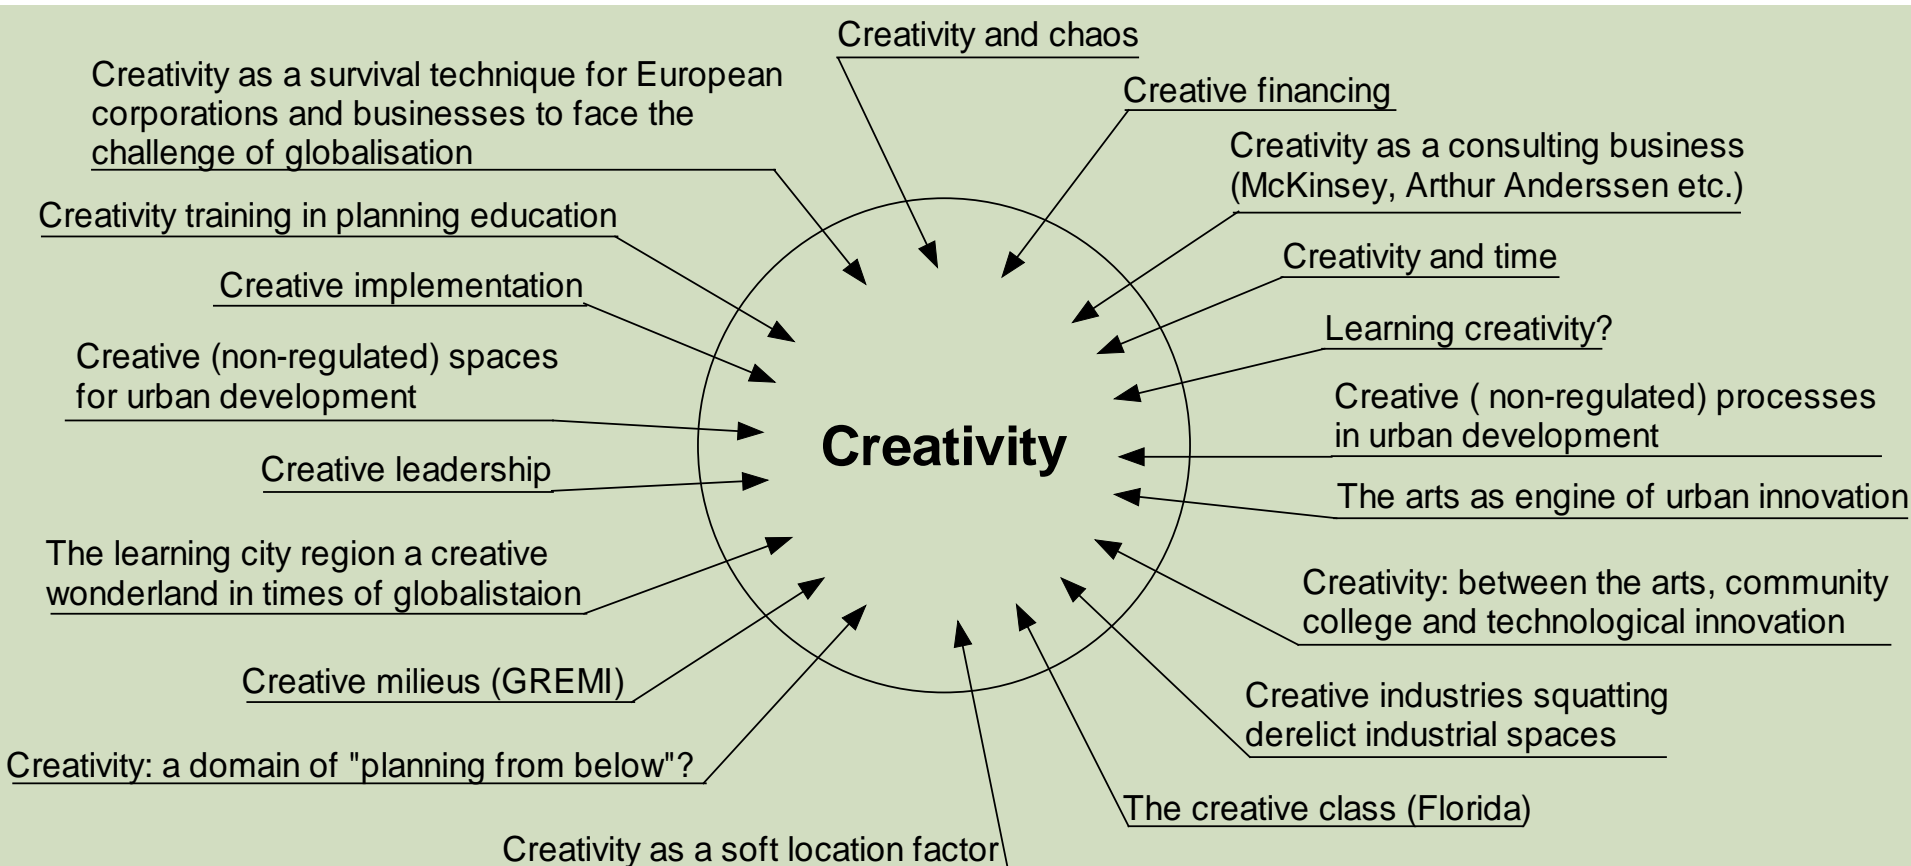 Creativity and chaos
Creativity as a survival technique for European
corporations and businesses to face the
challenge of globalisation
Creative financing
Creativity as a consulting business
(McKinsey, Arthur Anderssen etc.)
Creativity training in planning education
Creativity and time
Creative implementation
Learning creativity?
Creative (non-regulated) spaces
for urban development
Creative ( non-regulated) processes
in urban development
Creativity
Creative leadership
The arts as engine of urban innovation
The learning city region a creative
wonderland in times of globalistaion
Creativity: between the arts, community
college and technological innovation
Creative milieus (GREMI)
Creative industries squatting
derelict industrial spaces
Creativity: a domain of "planning from below"?
The creative class (Florida)
Creativity as a soft location factor